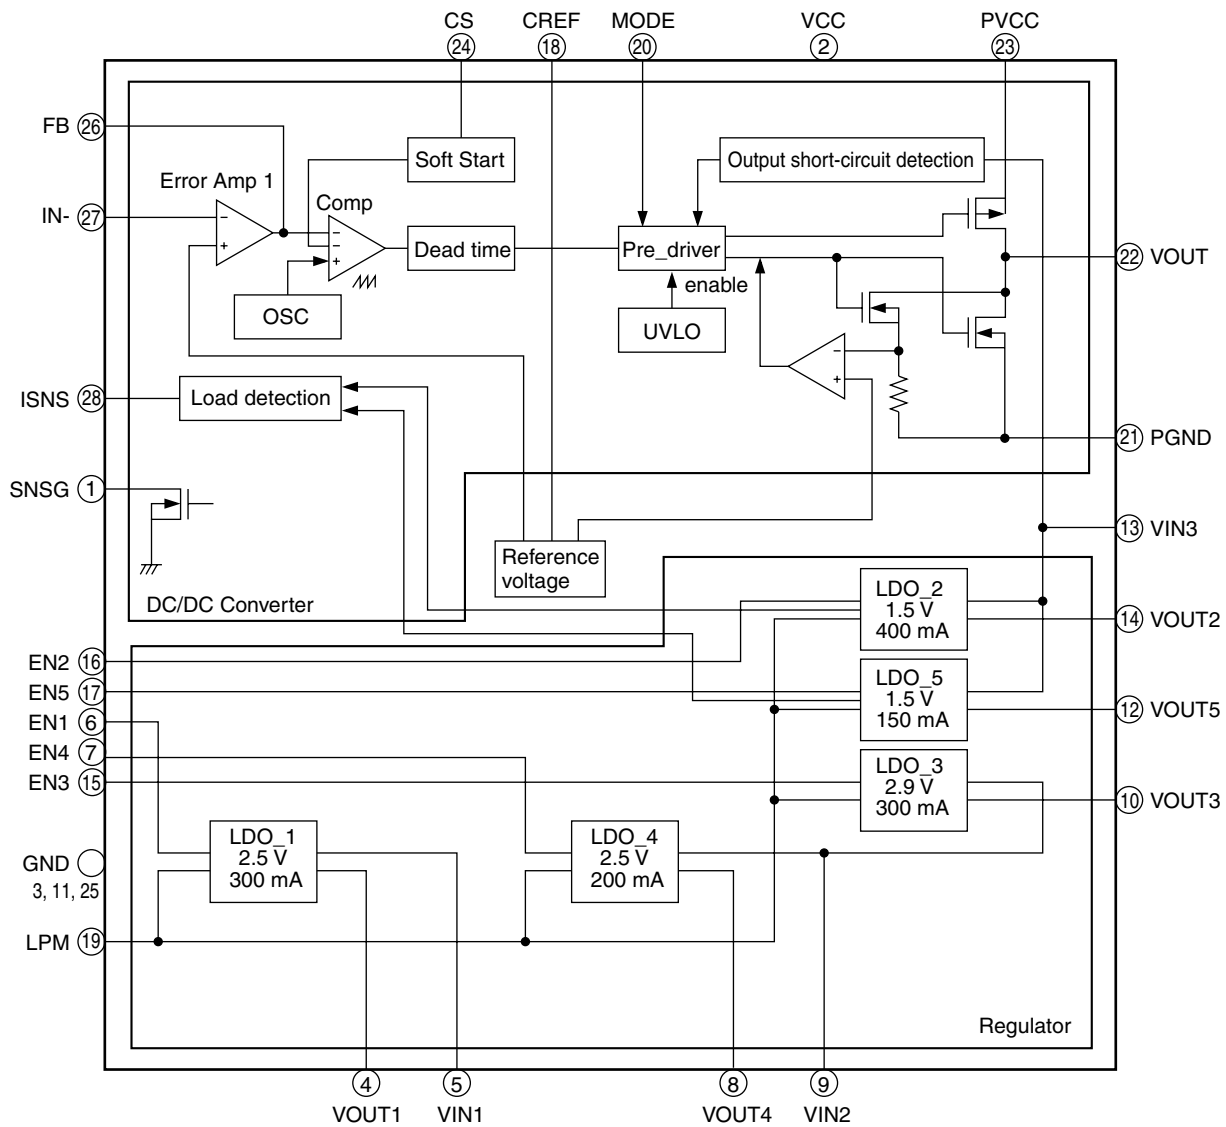 CS
CREF
MODE
VCC
PVCC
24
18
20
2
23
FB 26
Soft Start
Output short-circuit detection
Error Amp 1
Comp
IN- 27
−
+
−
−
+
Dead time
Pre_driver
22 VOUT
enable
OSC
UVLO
−
+
ISNS 28
Load detection
21 PGND
SNSG 1
13 VIN3
Reference
voltage
DC/DC Converter
LDO_2
1.5 V
400 mA
14 VOUT2
EN2 16
EN5 17
LDO_5
1.5 V
150 mA
12 VOUT5
EN1 6
EN4 7
EN3 15
LDO_3
2.9 V
300 mA
10 VOUT3
LDO_1
2.5 V
300 mA
LDO_4
2.5 V
200 mA
GND
3, 11, 25
LPM 19
Regulator
4
5
8
9
VOUT1
VIN1
VOUT4
VIN2